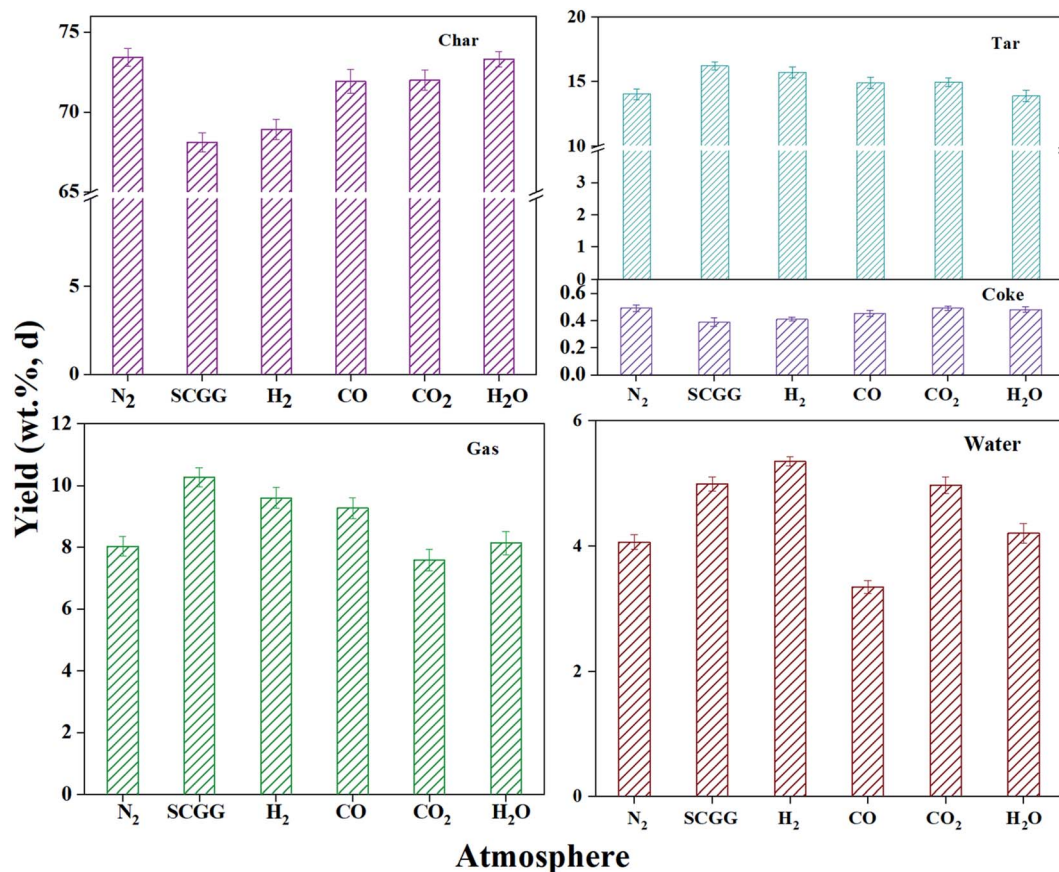 Yield (wt.%, d)
Char
75
70
65
5
0
N₂ SCGG H₂ CO CO₂ H₂O
Tar
20
15
10
4
3
2
1
0
Coke
0.6
0.4
0.2
0.0
N₂ SCGG H₂ CO CO₂ H₂O
Gas
12
10
8
6
4
2
0
N₂ SCGG H₂ CO CO₂ H₂O
Water
6
4
2
0
N₂ SCGG H₂ CO CO₂ H₂O
Atmosphere